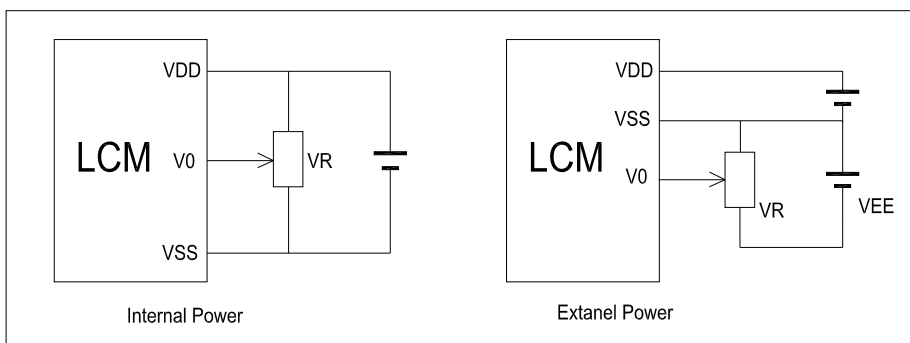 VDD
LCM
V0
VR
VSS
Internal Power
VDD
VSS
LCM
V0
VR
VEE
Extanel Power